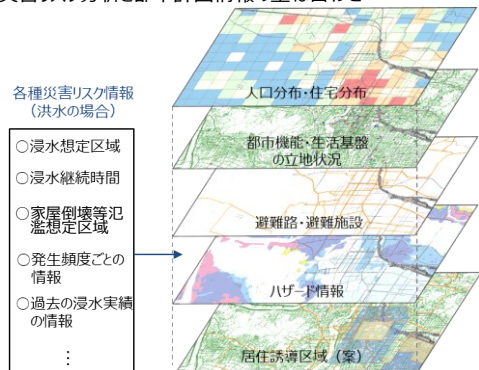 災害リスク分析と都市計画情報の重ね合わせ
各種災害リスク情報
（洪水の場合）
○浸水想定区域
○浸水継続時間
○家屋倒壊等氾
濫想定区域
○発生頻度ごとの
情報
○過去の浸水実績
の情報
⋮
人口分布・住宅分布
都市機能・生活基盤
の立地状況
避難路・避難施設
ハザード情報
居住誘導区域（案）